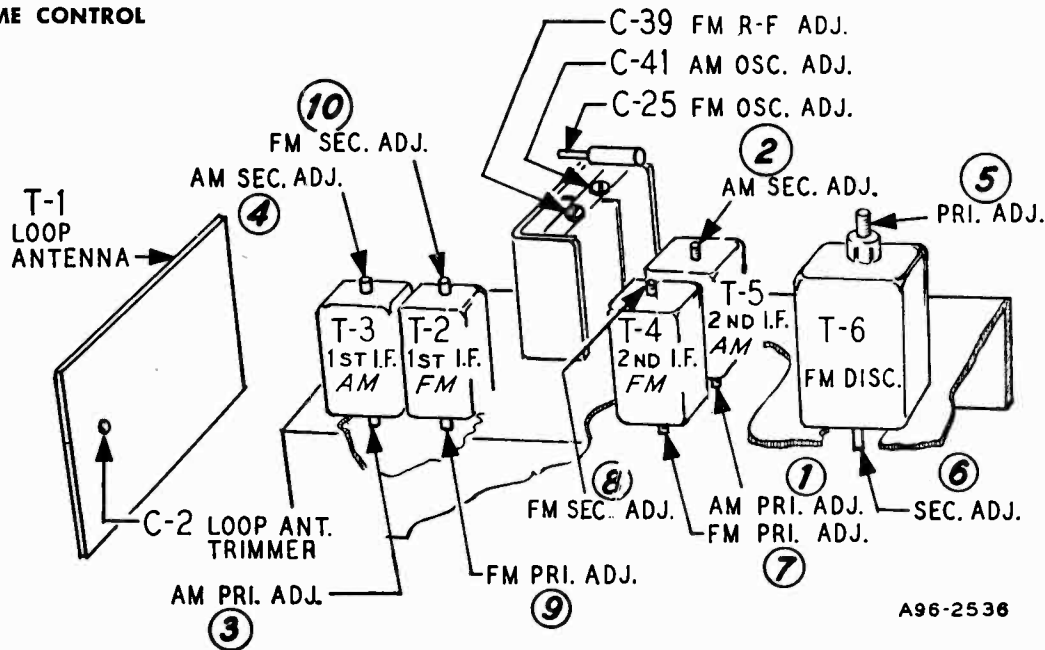 ME CONTROL
C-39 FM R-F ADJ.
C-41 AM OSC. ADJ.
C-25 FM OSC. ADJ.
10
FM SEC. ADJ.
2
AM SEC. ADJ.
AM SEC. ADJ.
4
5
PRI. ADJ.
T-1
LOOP
ANTENNA
T-3
1ST I.F.
AM
T-2
1ST I.F.
FM
T-4
2ND I.F.
FM
T-5
2ND I.F.
AM
T-6
FM DISC.
8
FM SEC. ADJ.
1
AM PRI. ADJ.
FM PRI. ADJ.
7
6
SEC. ADJ.
C-2 LOOP ANT.
TRIMMER
AM PRI. ADJ.
3
FM PRI. ADJ.
9
A96-2536